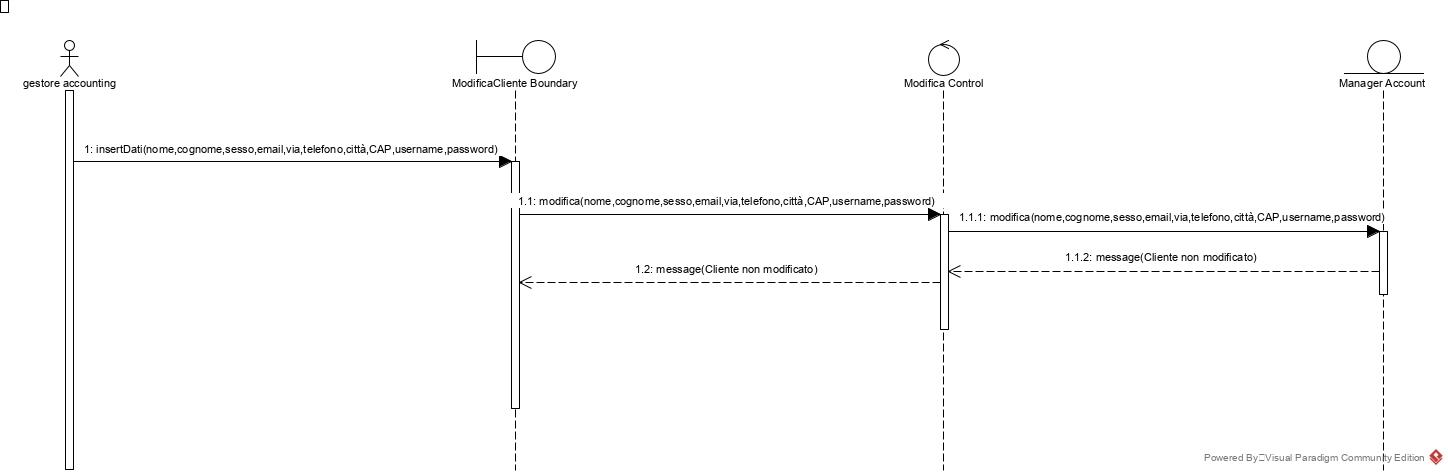 gestore accounting
ModificaCliente Boundary
Modifica Control
Manager Account
1: insertDati(nome,cognome,sesso,email,via,telefono,città,CAP,username,password)
1.1: modifica(nome,cognome,sesso,email,via,telefono,città,CAP,username,password)
1.1.1: modifica(nome,cognome,sesso,email,via,telefono,città,CAP,username,password)
1.1.2: message(Cliente non modificato)
1.2: message(Cliente non modificato)
Powered By Visual Paradigm Community Edition